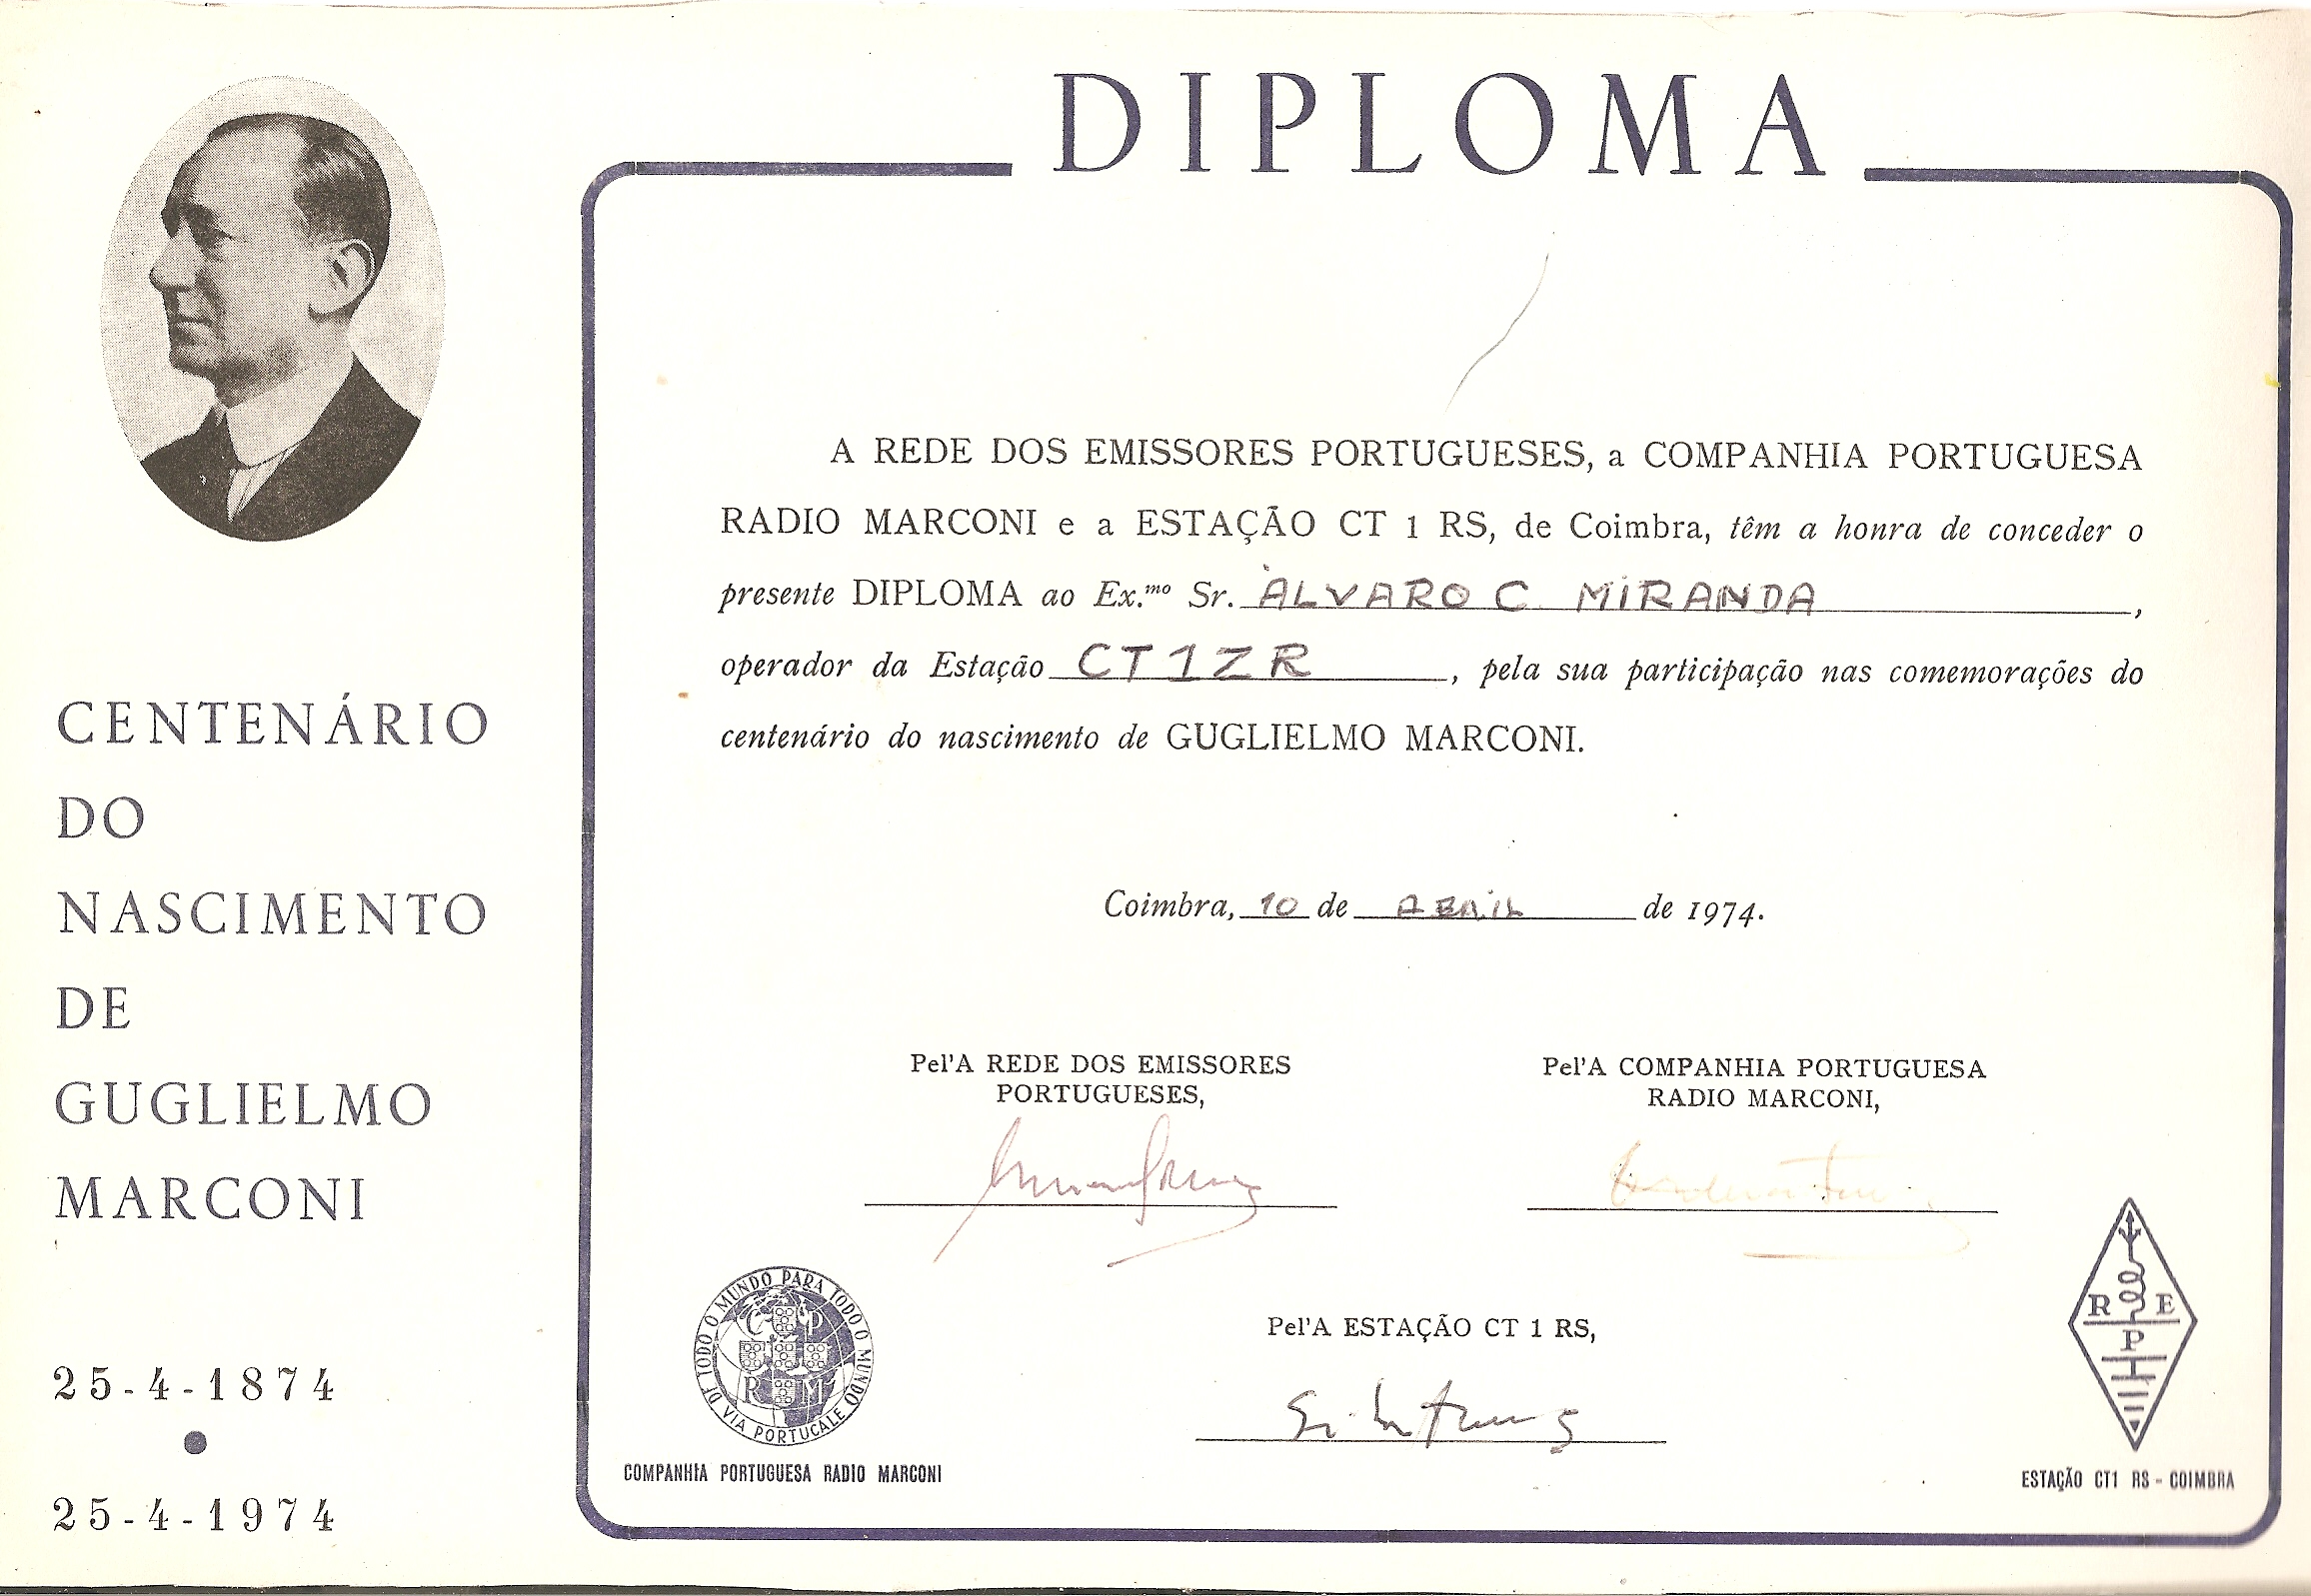 DIPLOMA
A REDE DOS EMISSORES PORTUGUESES, a COMPANHIA PORTUGUESA
RADIO MARCONI e a ESTAÇÃO CT 1 RS, de Coimbra, têm a honra de conceder o
presente DIPLOMA ao Ex.mo Sr. ÁLVARO C. MIRANDA,
operador da Estação CT1ZR, pela sua participação nas comemorações do
centenário do nascimento de GUGLIELMO MARCONI.
Coimbra, 10 de ABRIL de 1974.
Pel'A REDE DOS EMISSORES
PORTUGUESES,
Pel'A COMPANHIA PORTUGUESA
RADIO MARCONI,
Pel'A ESTAÇÃO CT 1 RS,
DE TODO O MUNDO PARA TODO O MUNDO
VIA PORTUCALE
C P
R M
COMPANHIA PORTUGUESA RADIO MARCONI
R E
P
ESTAÇÃO CT1 RS - COIMBRA
CENTENÁRIO
DO
NASCIMENTO
DE
GUGLIELMO
MARCONI
25-4-1874
25-4-1974